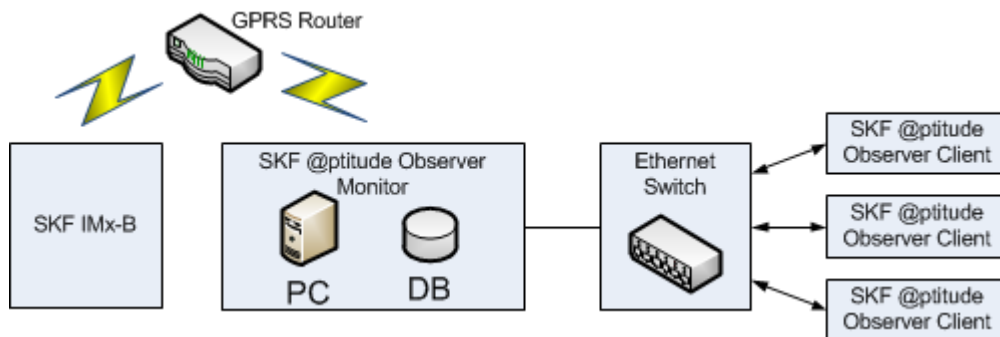 GPRS Router
SKF IMx-B
SKF @ptitude Observer
Monitor
PC
DB
Ethernet
Switch
SKF @ptitude
Observer Client
SKF @ptitude
Observer Client
SKF @ptitude
Observer Client